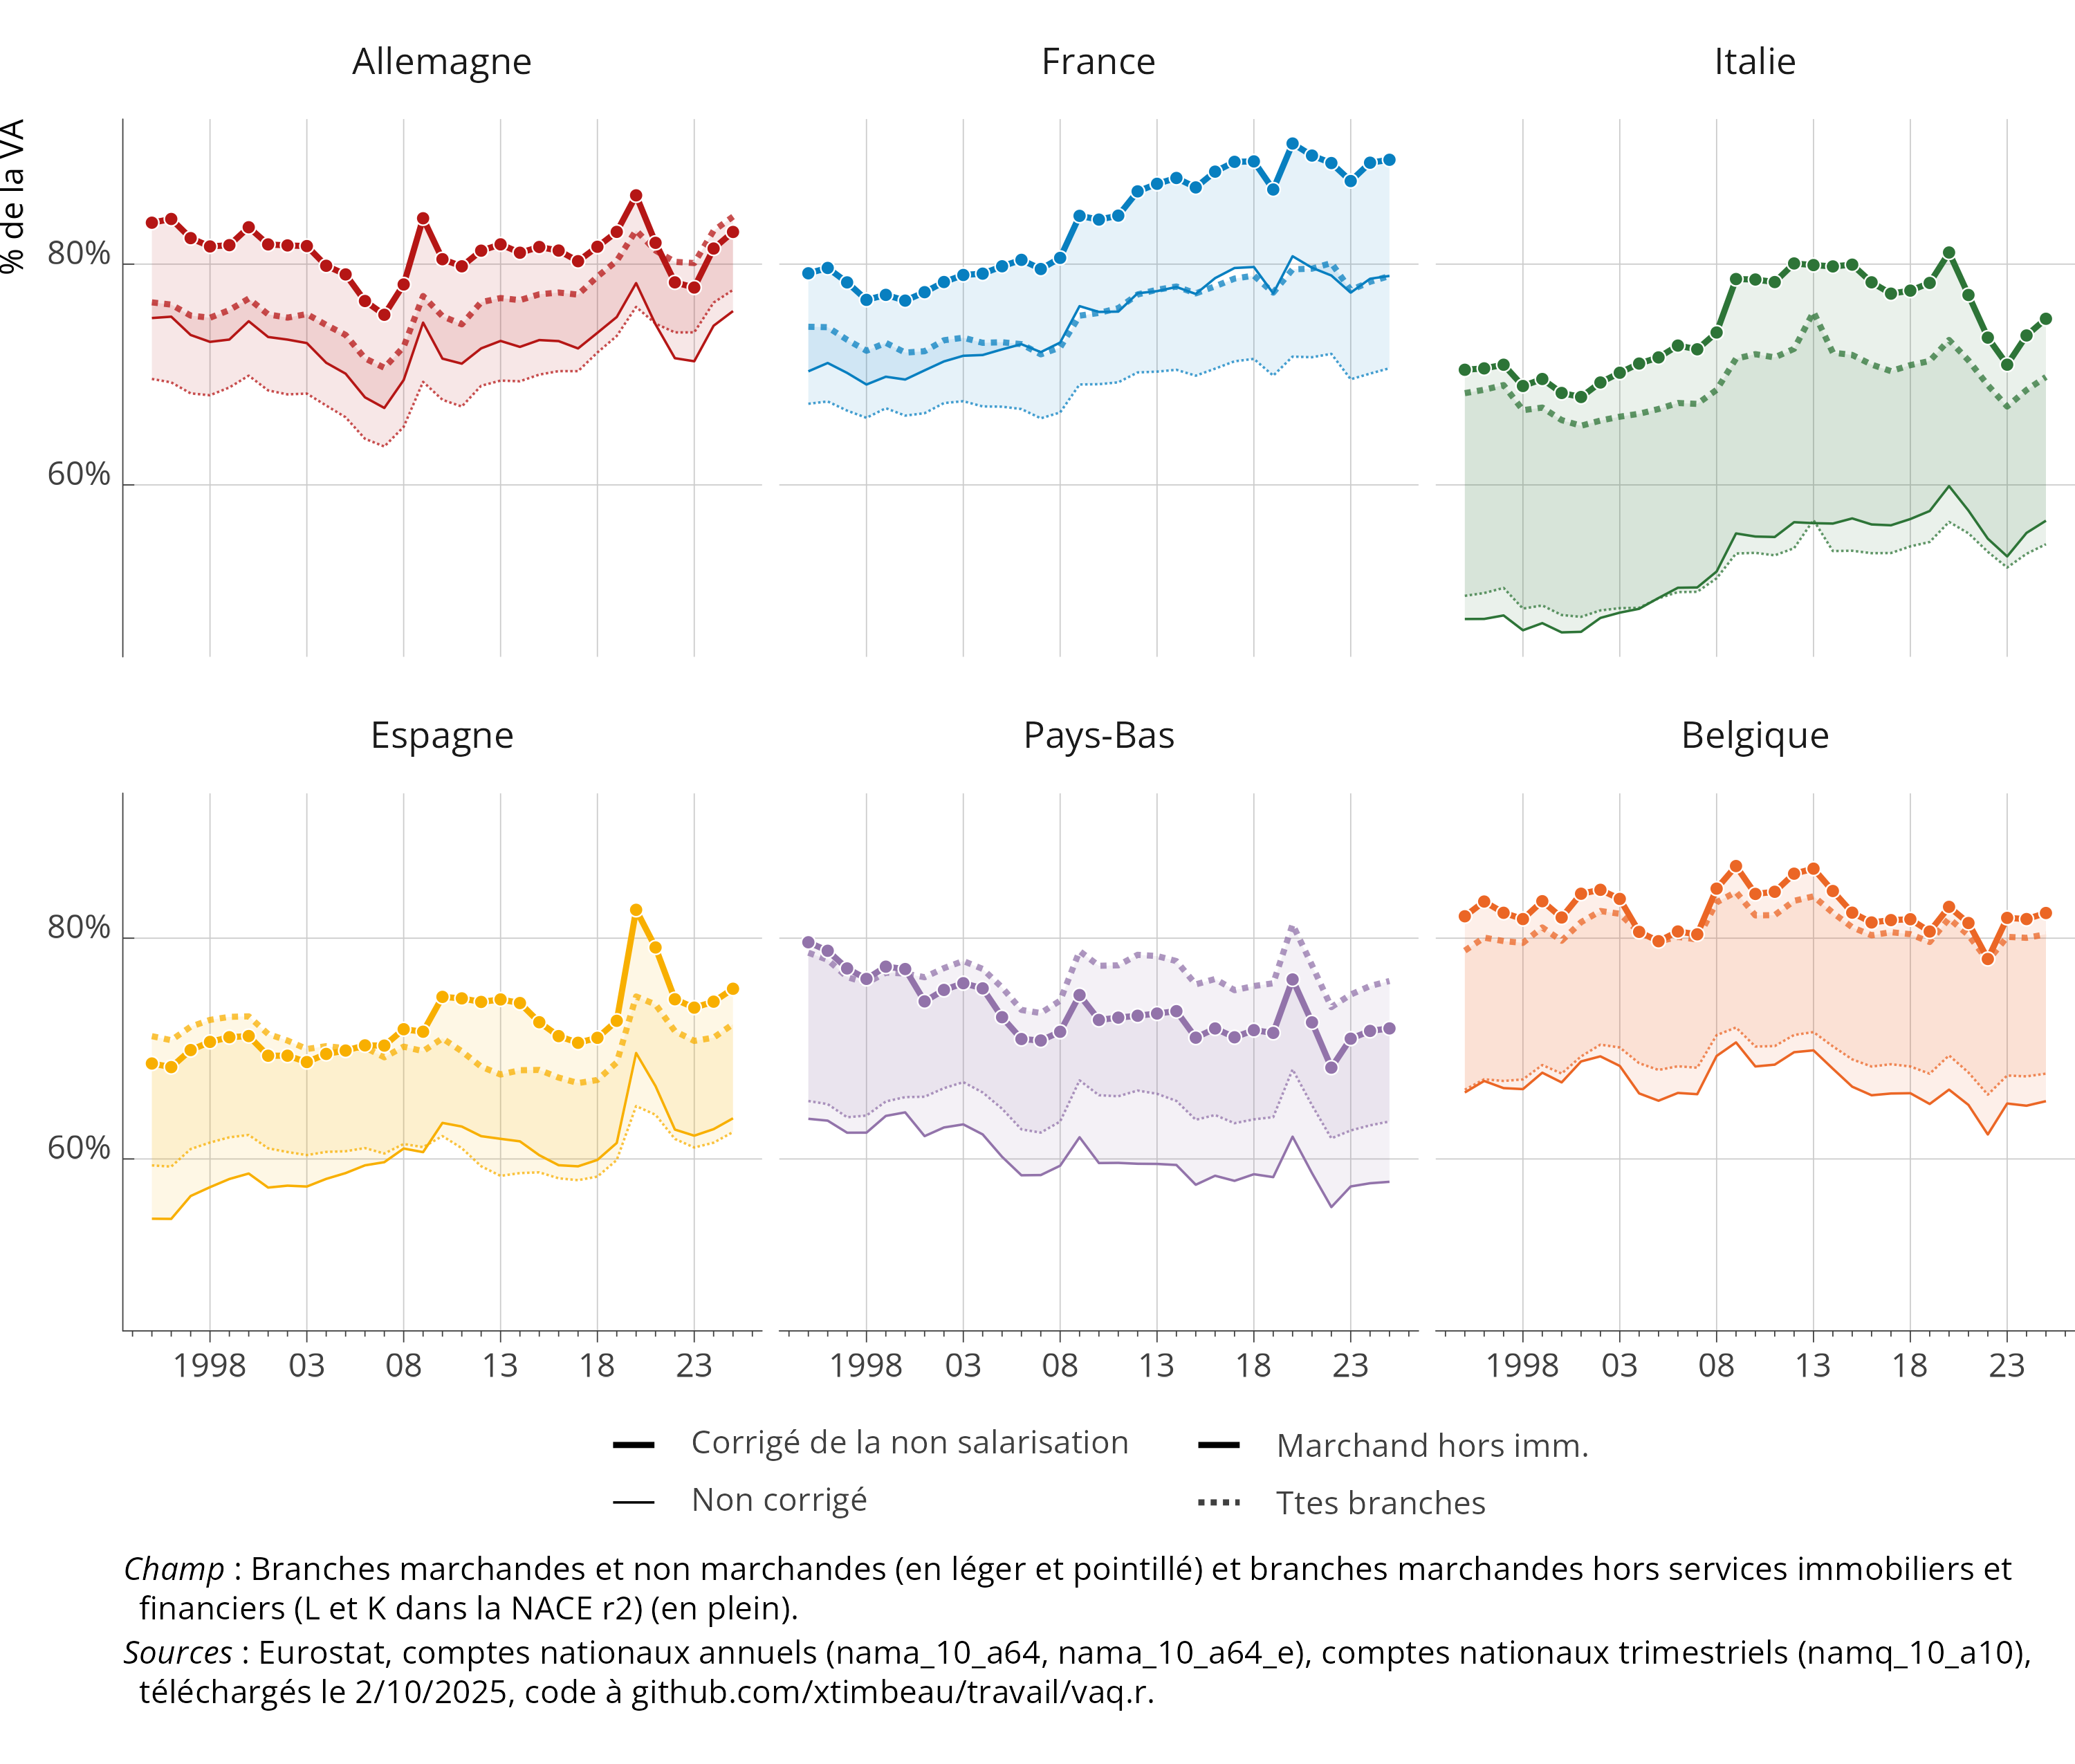 Allemagne
France
Italie
% de la VA
80%
60%
Espagne
Pays-Bas
Belgique
80%
60%
1998 03 08 13 18 23
1998 03 08 13 18 23
1998 03 08 13 18 23
Corrigé de la non salarisation
Marchand hors imm.
Non corrigé
Ttes branches
Champ : Branches marchandes et non marchandes (en léger et pointillé) et branches marchandes hors services immobiliers et
financiers (L et K dans la NACE r2) (en plein).
Sources : Eurostat, comptes nationaux annuels (nama_10_a64, nama_10_a64_e), comptes nationaux trimestriels (namq_10_a10),
téléchargés le 2/10/2025, code à github.com/xtimbeau/travail/vaq.r.